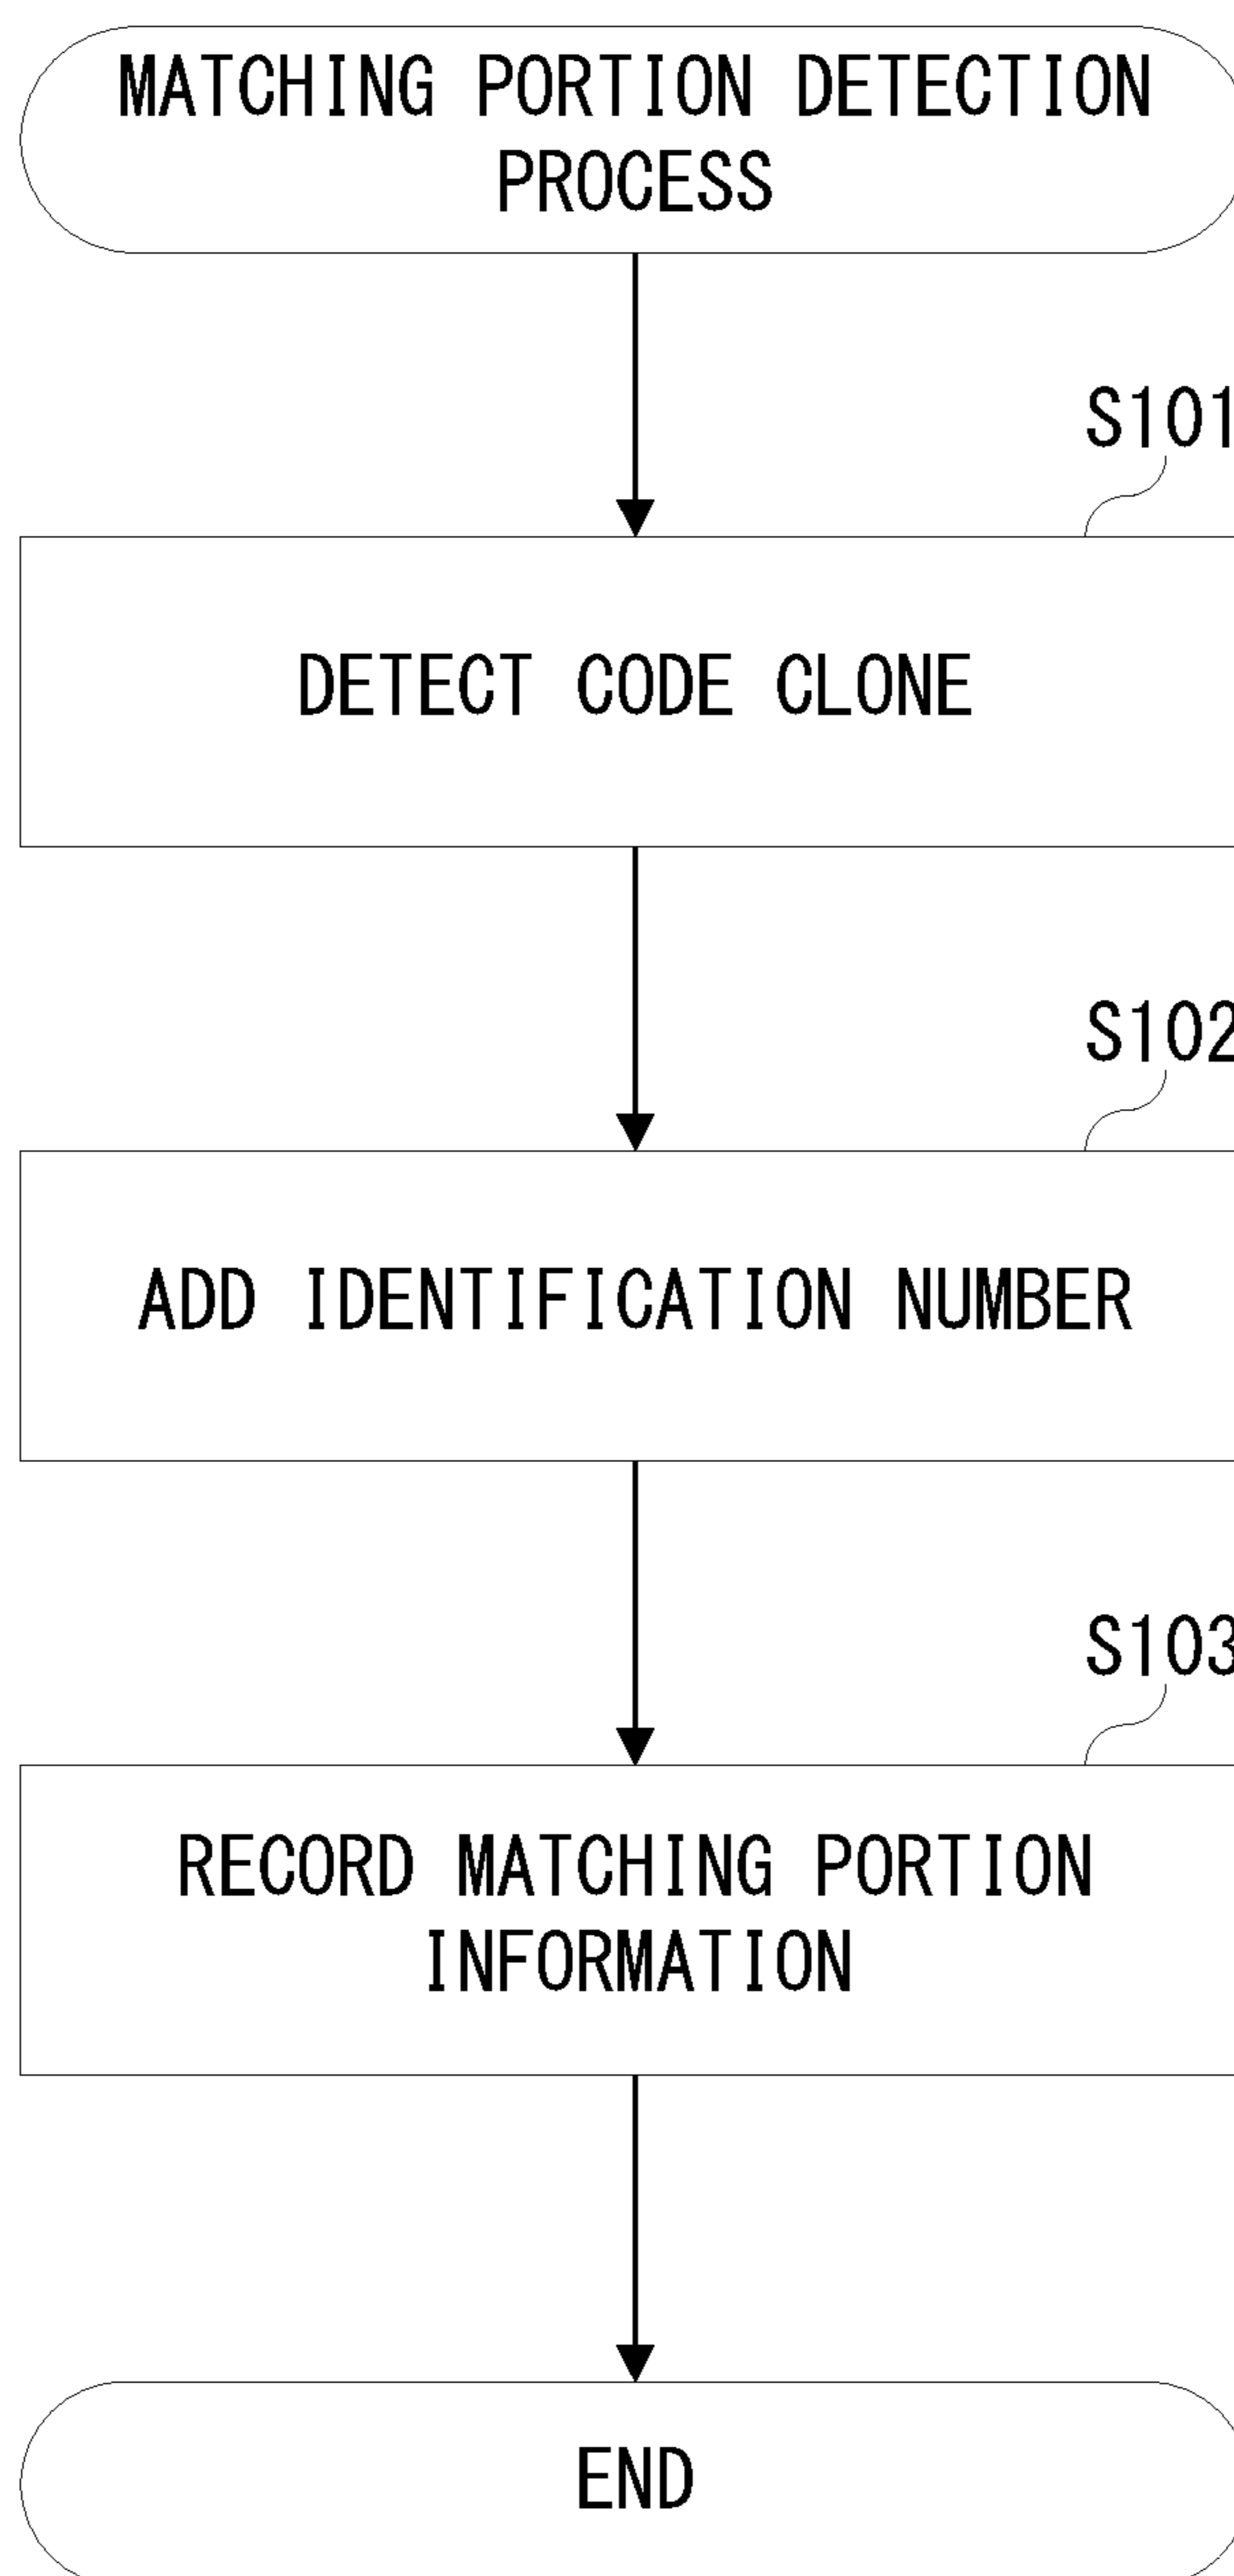 MATCHING PORTION DETECTION
PROCESS
S101
DETECT CODE CLONE
S102
ADD IDENTIFICATION NUMBER
S103
RECORD MATCHING PORTION
INFORMATION
END